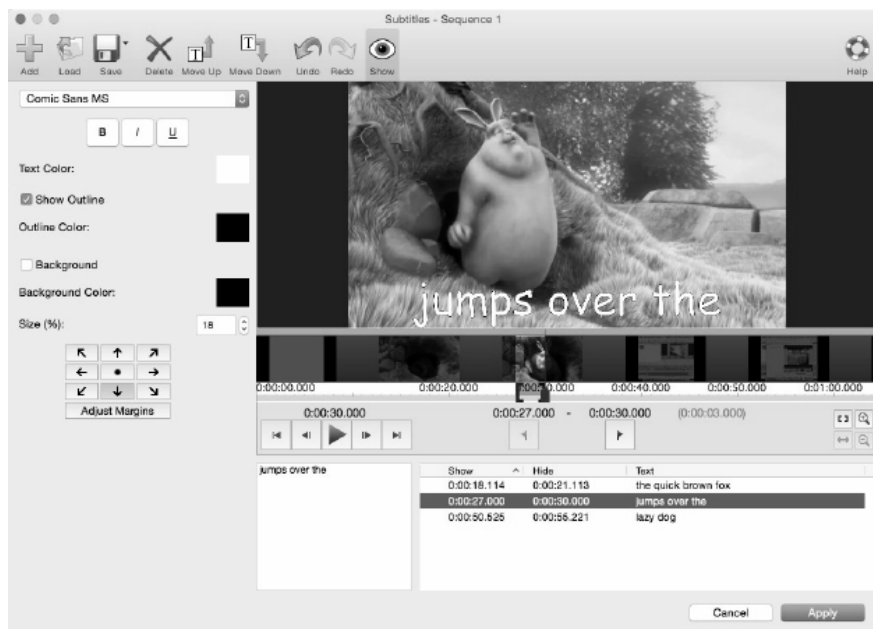 Subtitles - Sequence 1
Add Load Save Delete Move Up Move Down Undo Redo Show Help
Comic Sans MS
B I U
Text Color:
Show Outline
Outline Color:
Background
Background Color:
Size (%): 18
Adjust Margins
jumps over the
0:00:00.000 0:00:20.000 0:00:40.000 0:00:50.000 0:01:00.000
0:00:30.000 0:00:27.000 - 0:00:30.000 (0:00:03.000)
jumps over the
Show Hide Text
0:00:18.114 0:00:21.113 the quick brown fox
0:00:27.000 0:00:30.000 jumps over the
0:00:50.525 0:00:55.221 lazy dog
Cancel Apply